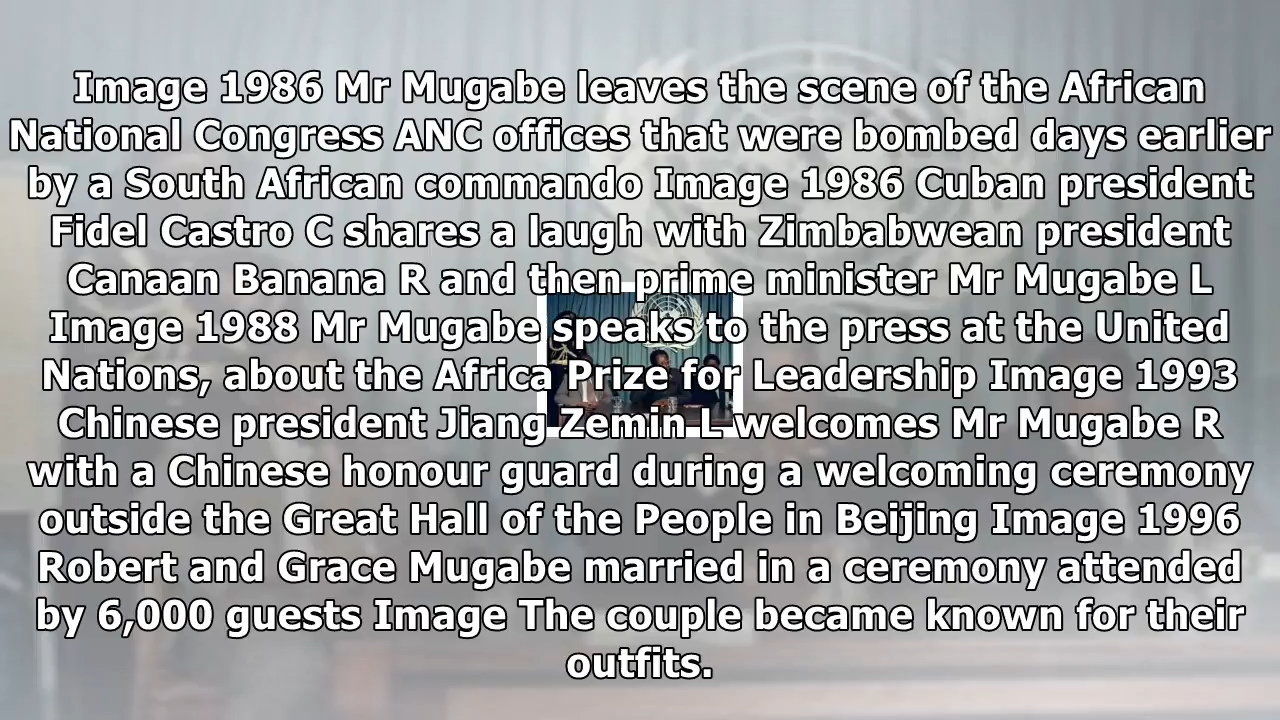 Image 1986 Mr Mugabe leaves the scene of the African
National Congress ANC offices that were bombed days earlier
by a South African commando Image 1986 Cuban president
Fidel Castro C shares a laugh with Zimbabwean president
Canaan Banana R and then prime minister Mr Mugabe L
Image 1988 Mr Mugabe speaks to the press at the United
Nations, about the Africa Prize for Leadership Image 1993
Chinese president Jiang Zemin L welcomes Mr Mugabe R
with a Chinese honour guard during a welcoming ceremony
outside the Great Hall of the People in Beijing Image 1996
Robert and Grace Mugabe married in a ceremony attended
by 6,000 guests Image The couple became known for their
outfits.